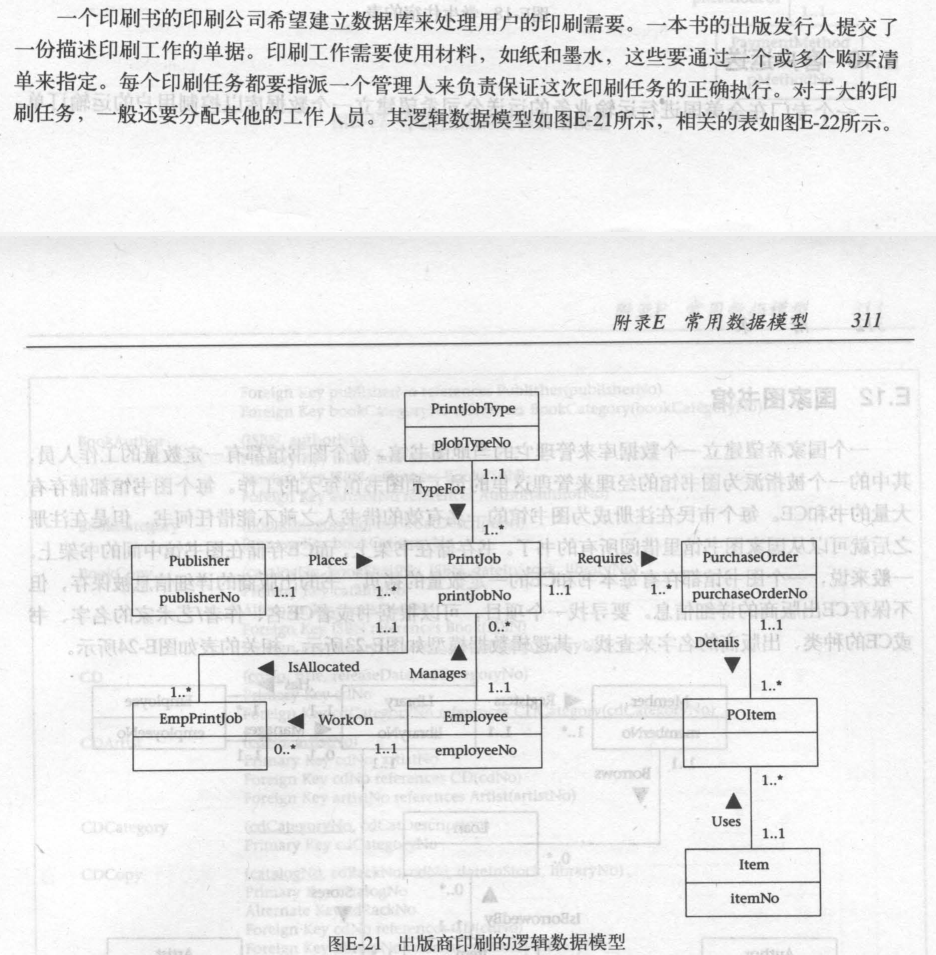 一个印刷书的印刷公司希望建立数据库来处理用户的印刷需要。一本书的出版发行人提交了
一份描述印刷工作的单据。印刷工作需要使用材料，如纸和墨水，这些要通过一个或多个购买清
单来指定。每个印刷任务都要指派一个管理人来负责保证这次印刷任务的正确执行。对于大的印
刷任务，一般还要分配其他的工作人员。其逻辑数据模型如图E-21所示，相关的表如图E-22所示。
附录E 常用数据模型 311
PrintJobType
pJobTypeNo
1..1
TypeFor
1..*
Publisher Places PrintJob Requires PurchaseOrder
publisherNo 1..1 1..* printJobNo 1..1 1..* purchaseOrderNo
1..1 0..* 1..1
Details
IsAllocated Manages
1..* 1..1 1..*
EmpPrintJob WorkOn Employee POItem
0..* 1..1 employeeNo
1..*
Uses
1..1
Item
itemNo
图E-21 出版商印刷的逻辑数据模型